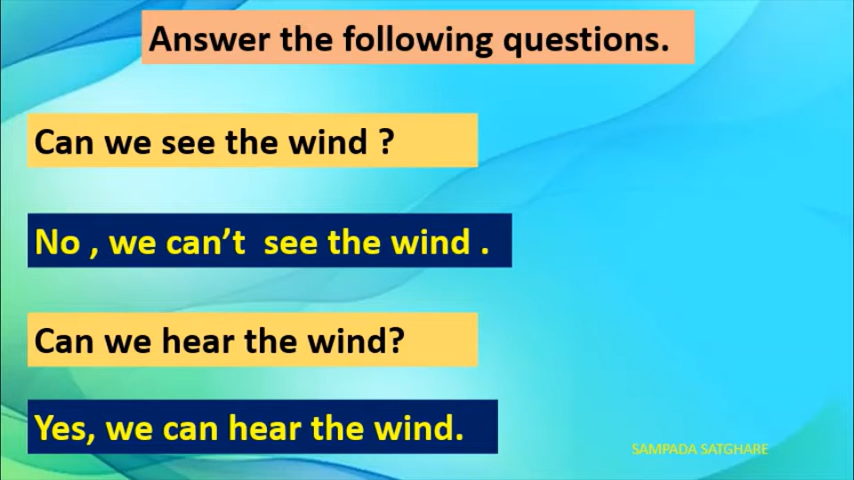 Answer the following questions.
Can we see the wind ?
No , we can’t see the wind .
Can we hear the wind?
Yes, we can hear the wind.
SAMPADA SATGHARE